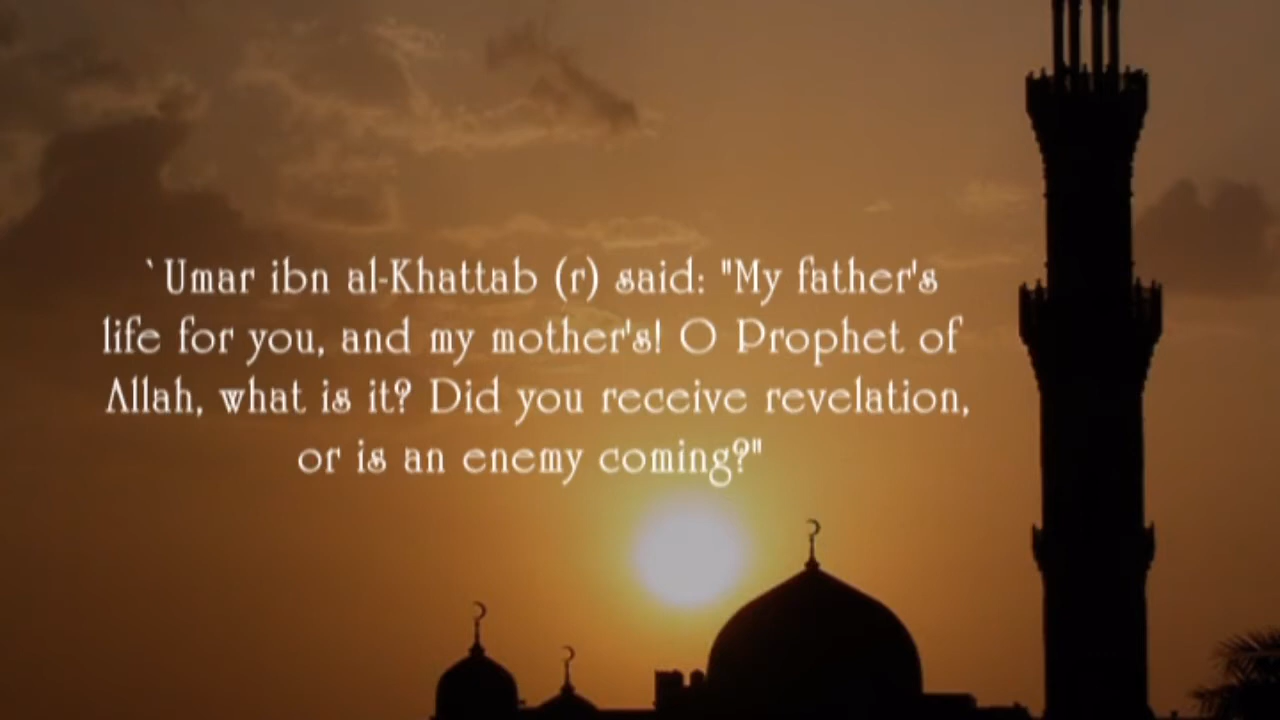 `Umar ibn al-Khattab (r) said: "My father's
life for you, and my mother's! O Prophet of
Allah, what is it? Did you receive revelation,
or is an enemy coming?"